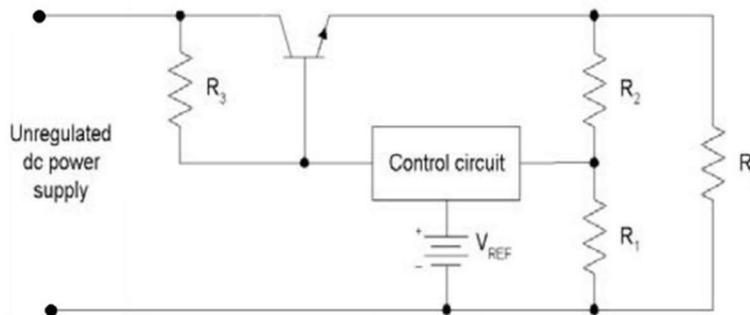 Unregulated
dc power
supply
R3
Control circuit
+
VREF
−
R2
R1
R